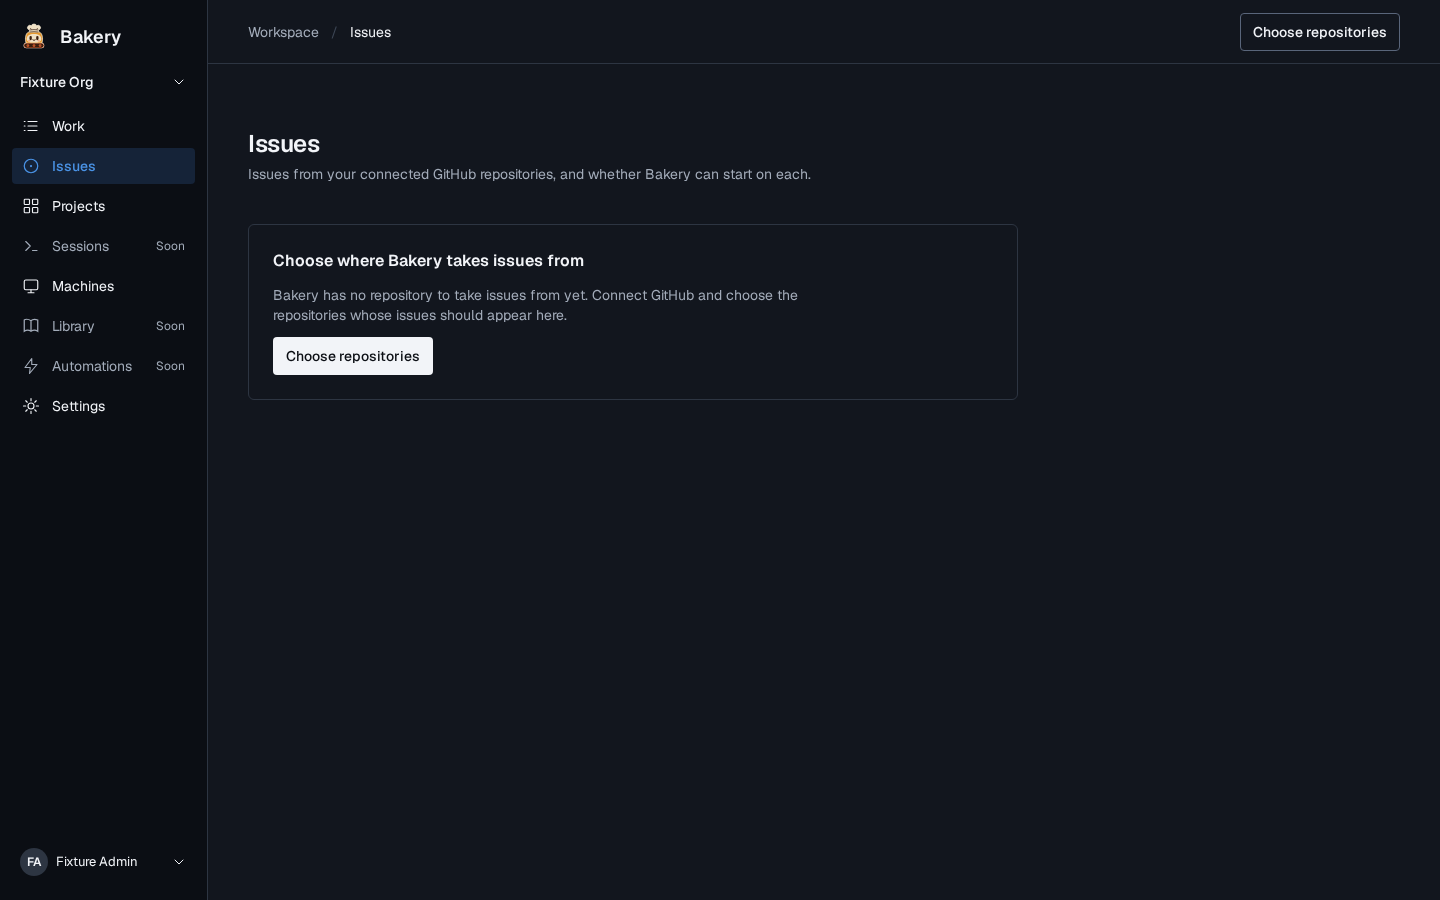 Bakery
Fixture Org
Work
Issues
Projects
Sessions Soon
Machines
Library Soon
Automations Soon
Settings
FA Fixture Admin
Workspace / Issues
Choose repositories
Issues
Issues from your connected GitHub repositories, and whether Bakery can start on each.
Choose where Bakery takes issues from
Bakery has no repository to take issues from yet. Connect GitHub and choose the
repositories whose issues should appear here.
Choose repositories